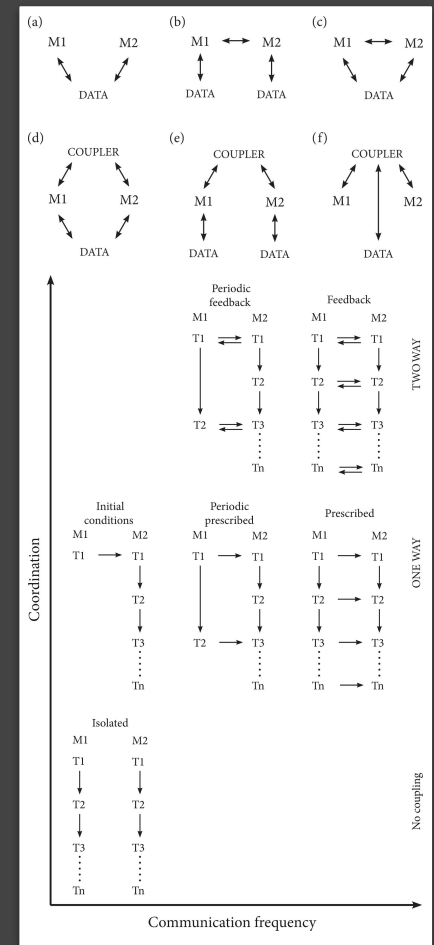 (a) (b) (c)
M1 M2 M1 M2 M1 M2
DATA DATA DATA DATA
(d) (e) (f)
COUPLER COUPLER COUPLER
M1 M2 M1 M2 M1 M2
DATA DATA DATA DATA
Periodic
feedback
M1 M2
T1 T1
T2
T2 T3
Tn
Feedback
M1 M2
T1 T1
T2 T2
T3 T3
Tn Tn
TWO WAY
Initial
conditions
M1 M2
T1 T1
T2
T3
Tn
Periodic
prescribed
M1 M2
T1 T1
T2
T2 T3
Tn
Prescribed
M1 M2
T1 T1
T2 T2
T3 T3
Tn Tn
ONE WAY
Isolated
M1 M2
T1 T1
T2 T2
T3 T3
Tn Tn
No coupling
Coordination
Communication frequency